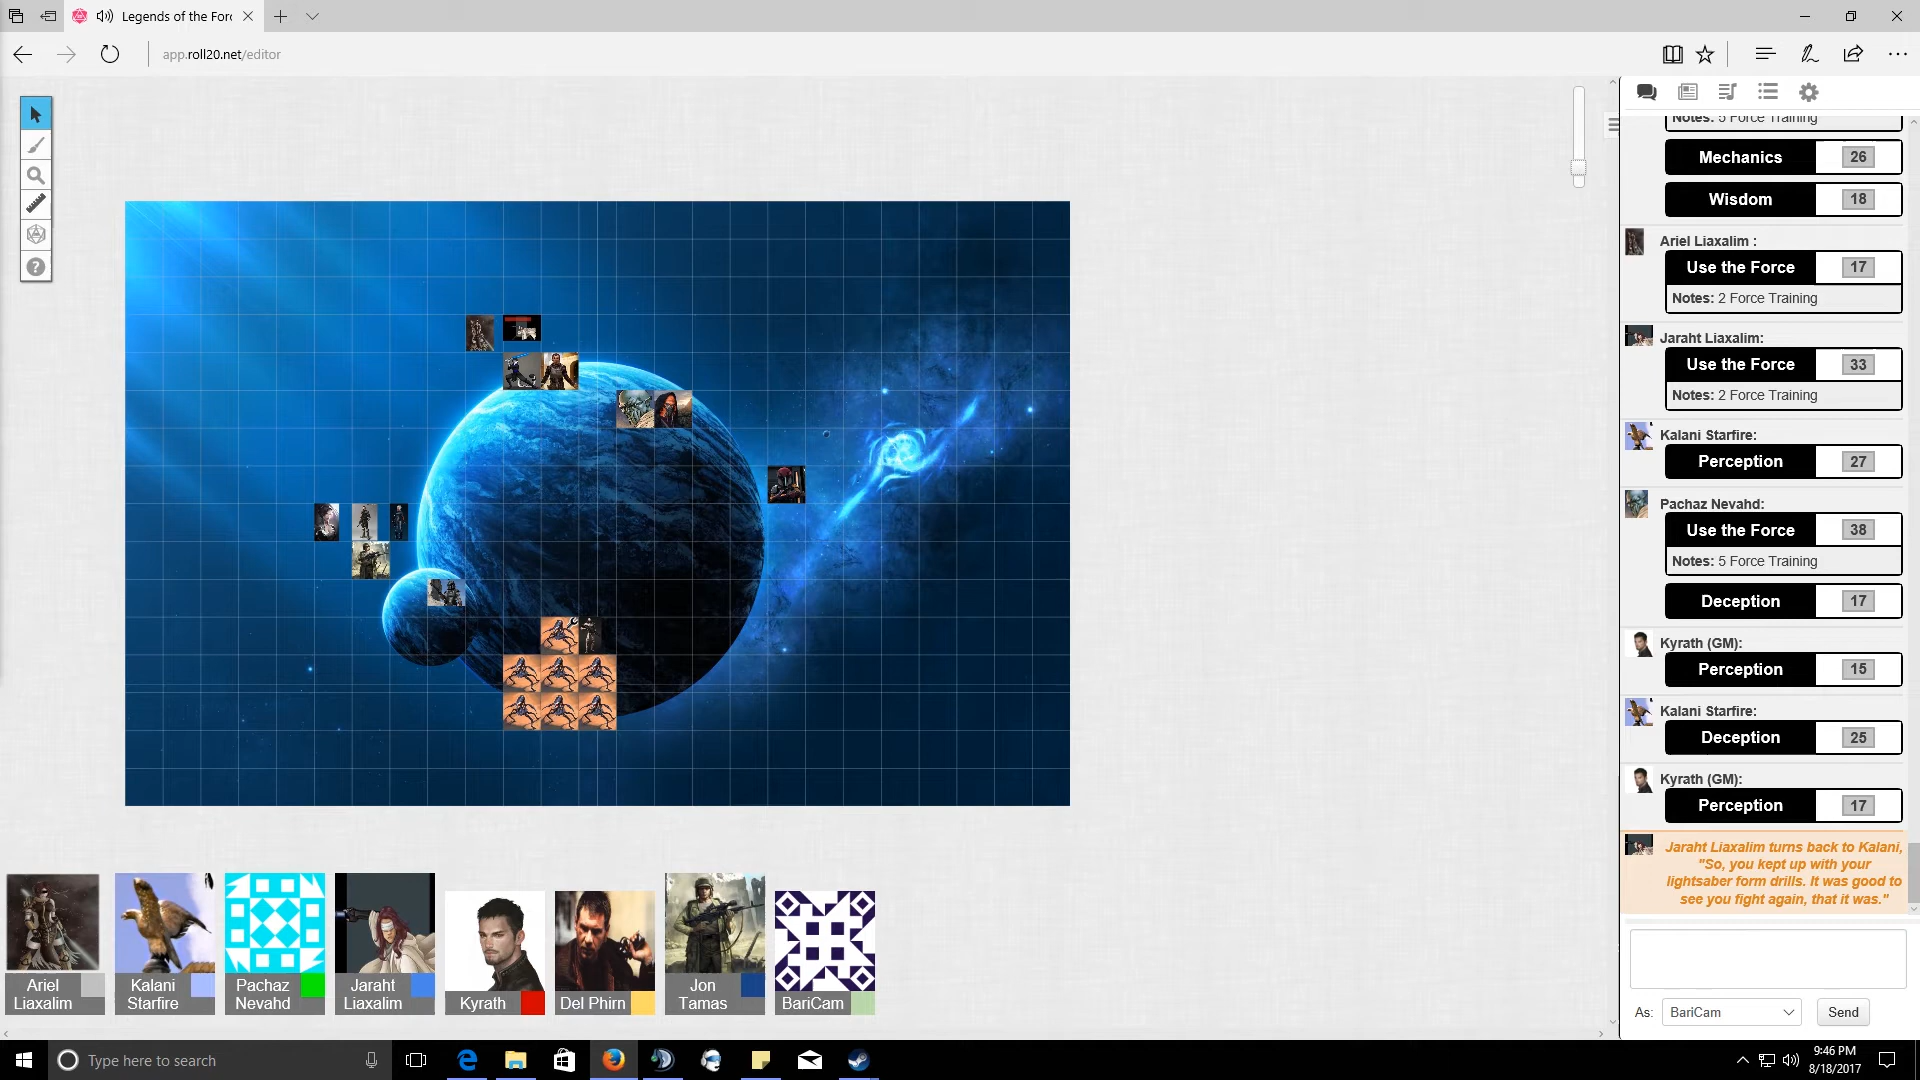 Legends of the Forc
app.roll20.net/editor
Notes: 5 Force Training
Mechanics 26
Wisdom 18
Ariel Liaxalim :
Use the Force 17
Notes: 2 Force Training
Jaraht Liaxalim:
Use the Force 33
Notes: 2 Force Training
Kalani Starfire:
Perception 27
Pachaz Nevahd:
Use the Force 38
Notes: 5 Force Training
Deception 17
Kyrath (GM):
Perception 15
Kalani Starfire:
Deception 25
Kyrath (GM):
Perception 17
Jaraht Liaxalim turns back to Kalani,
"So, you kept up with your
lightsaber form drills. It was good to
see you fight again, that it was."
As: BariCam Send
Ariel
Liaxalim
Kalani
Starfire
Pachaz
Nevahd
Jaraht
Liaxalim
Kyrath
Del Phirn
Jon
Tamas
BariCam
Type here to search
9:46 PM
8/18/2017